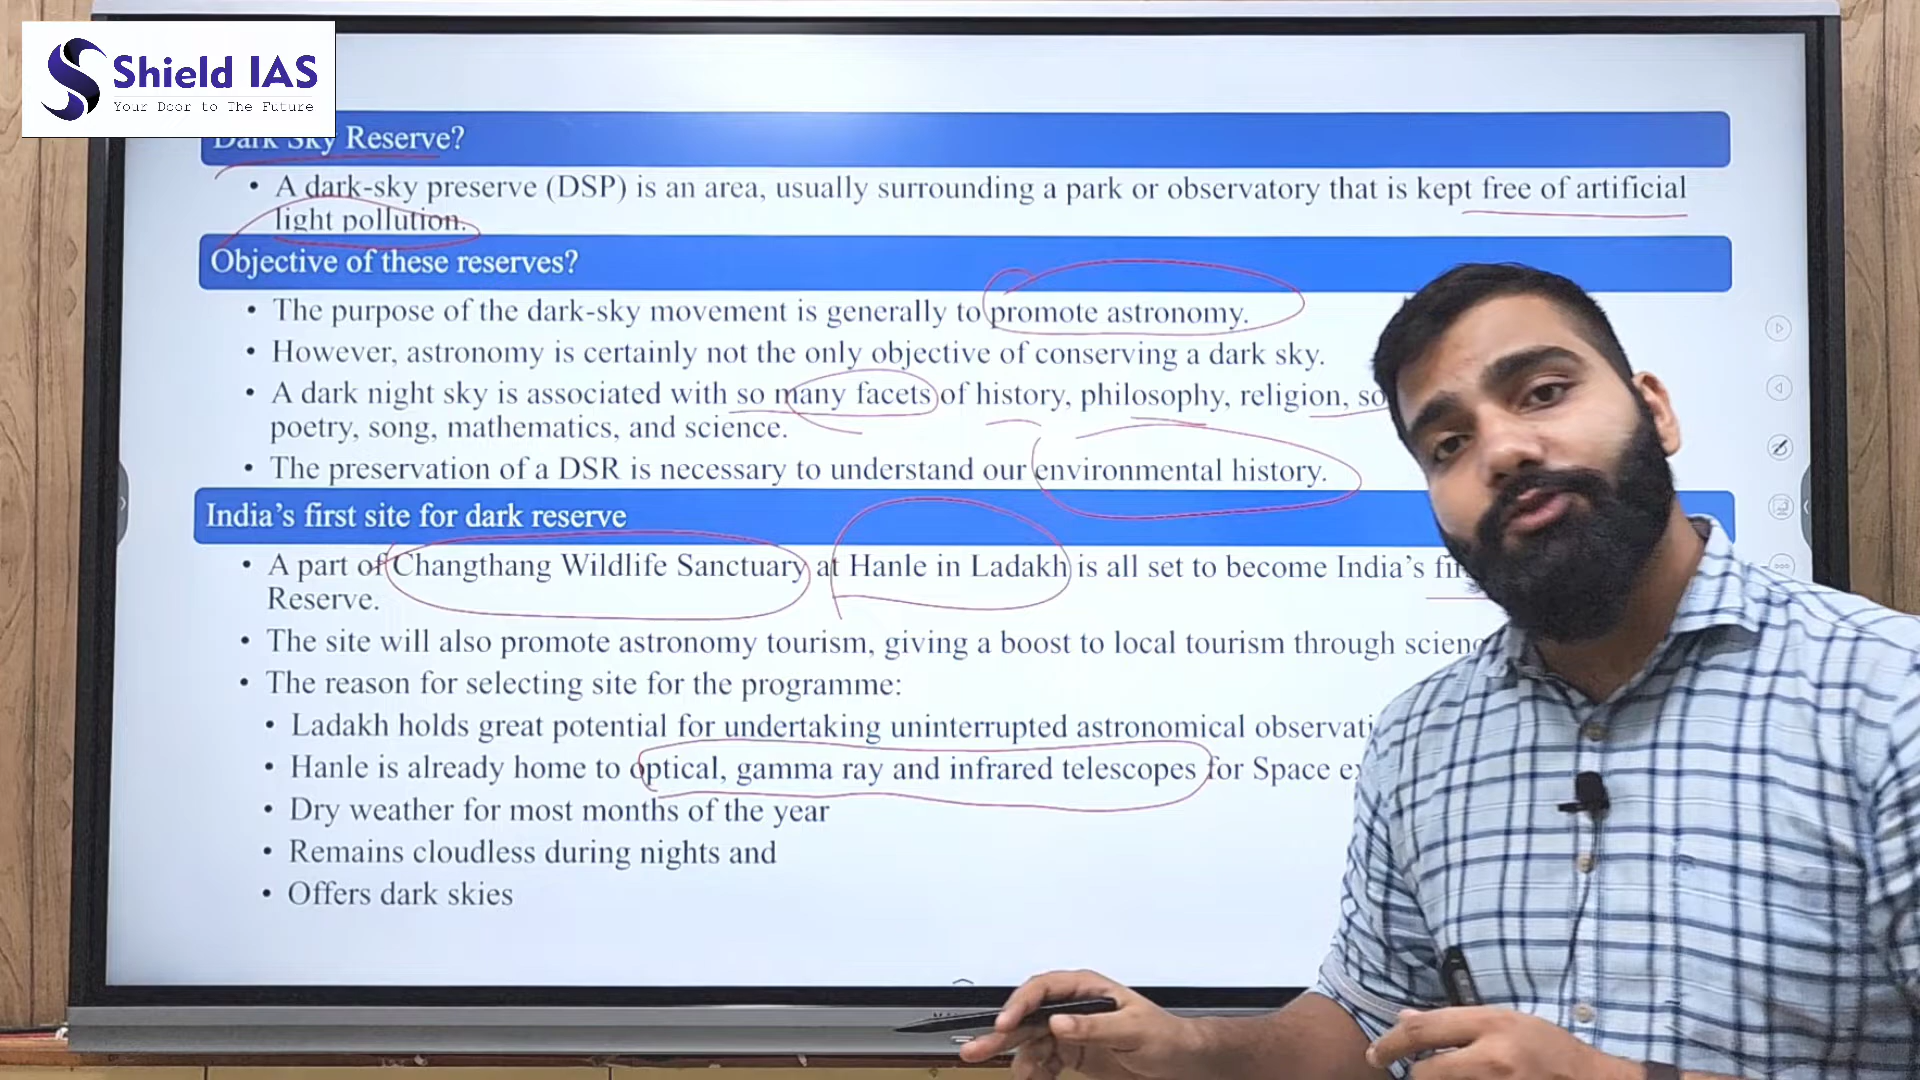 Shield IAS
Your Door to The Future
Dark Sky Reserve?
• A dark-sky preserve (DSP) is an area, usually surrounding a park or observatory that is kept free of artificial
light pollution.
Objective of these reserves?
• The purpose of the dark-sky movement is generally to promote astronomy.
• However, astronomy is certainly not the only objective of conserving a dark sky.
• A dark night sky is associated with so many facets of history, philosophy, religion, so
poetry, song, mathematics, and science.
• The preservation of a DSR is necessary to understand our environmental history.
India's first site for dark reserve
• A part of Changthang Wildlife Sanctuary at Hanle in Ladakh is all set to become India's
Reserve.
• The site will also promote astronomy tourism, giving a boost to local tourism through
• The reason for selecting site for the programme:
• Ladakh holds great potential for undertaking uninterrupted astronomical
• Hanle is already home to optical, gamma ray and infrared telescopes for Space
• Dry weather for most months of the year
• Remains cloudless during nights and
• Offers dark skies